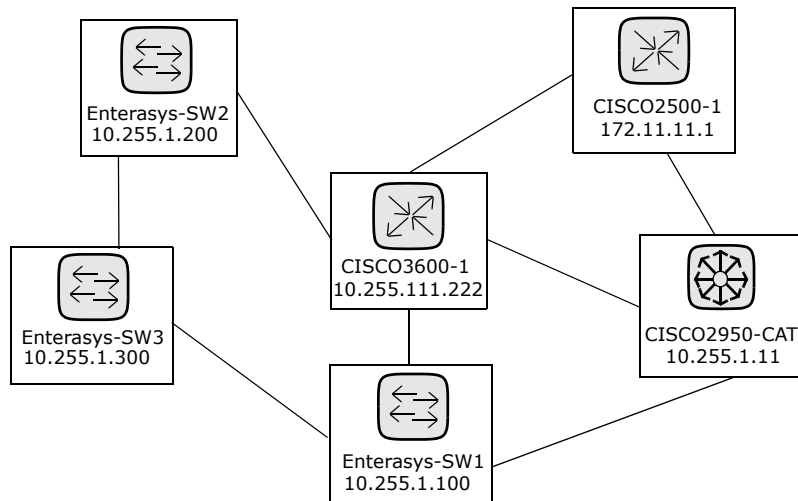 Enterasys-SW2
10.255.1.200
CISCO2500-1
172.11.11.1
CISCO3600-1
10.255.111.222
Enterasys-SW3
10.255.1.300
CISCO2950-CAT
10.255.1.11
Enterasys-SW1
10.255.1.100